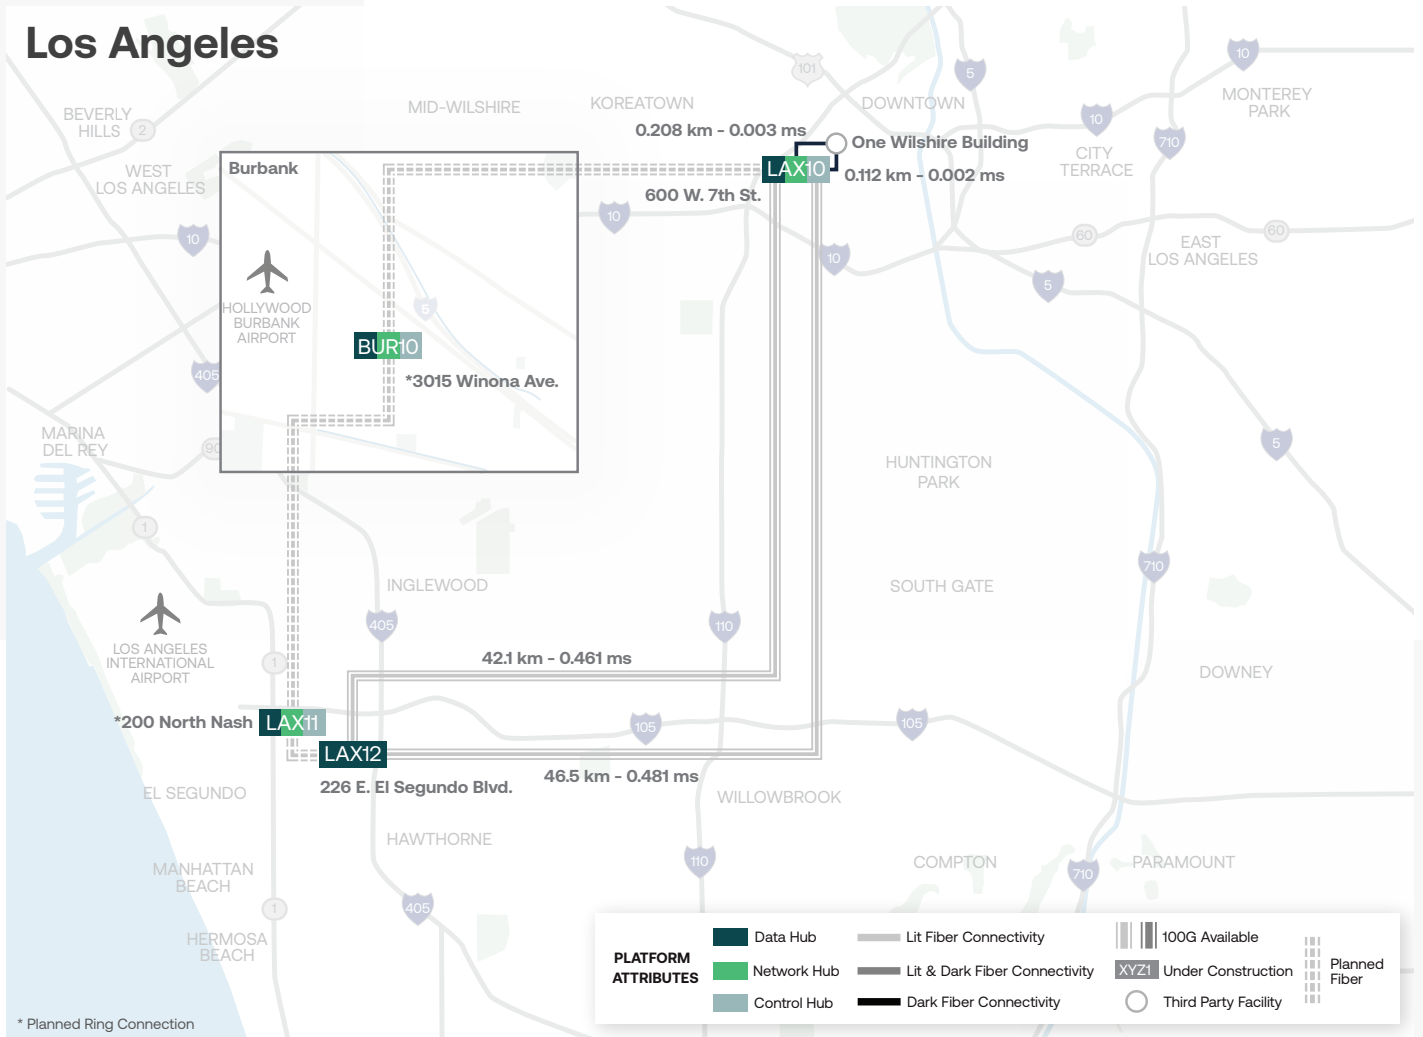 Los Angeles
MID-WILSHIRE
KOREATOWN
101
DOWNTOWN
5
10
MONTEREY
PARK
BEVERLY
HILLS
2
0.208 km - 0.003 ms
10
710
One Wilshire Building
CITY
TERRACE
WEST
LOS ANGELES
Burbank
LAX10
0.112 km - 0.002 ms
600 W. 7th St.
10
10
60
60
EAST
LOS ANGELES
10
5
HOLLYWOOD
BURBANK
AIRPORT
5
BUR10
405
*3015 Winona Ave.
MARINA
DEL REY
90
5
HUNTINGTON
PARK
1
710
INGLEWOOD
SOUTH GATE
405
110
LOS ANGELES
INTERNATIONAL
AIRPORT
1
42.1 km - 0.461 ms
DOWNEY
*200 North Nash
LAX11
105
105
LAX12
46.5 km - 0.481 ms
226 E. El Segundo Blvd.
EL SEGUNDO
WILLOWBROOK
HAWTHORNE
110
COMPTON
710
PARAMOUNT
MANHATTAN
BEACH
1
405
HERMOSA
BEACH
PLATFORM
ATTRIBUTES
Data Hub
Network Hub
Control Hub
Lit Fiber Connectivity
Lit & Dark Fiber Connectivity
Dark Fiber Connectivity
100G Available
XYZ1
Under Construction
Third Party Facility
Planned
Fiber
* Planned Ring Connection